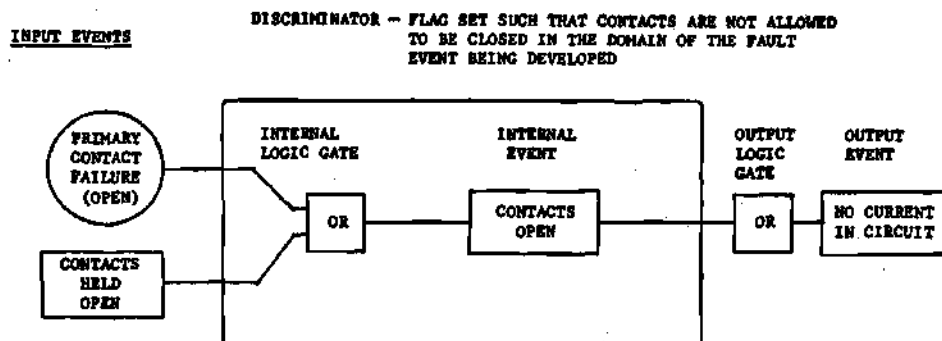 DISCRIMINATOR — FLAG SET SUCH THAT CONTACTS ARE NOT ALLOWED
TO BE CLOSED IN THE DOMAIN OF THE FAULT
EVENT BEING DEVELOPED
INPUT EVENTS
PRIMARY
CONTACT
FAILURE
(OPEN)
CONTACTS
HELD
OPEN
INTERNAL
LOGIC GATE
OR
INTERNAL
EVENT
CONTACTS
OPEN
OUTPUT
LOGIC
GATE
OR
OUTPUT
EVENT
NO CURRENT
IN CIRCUIT